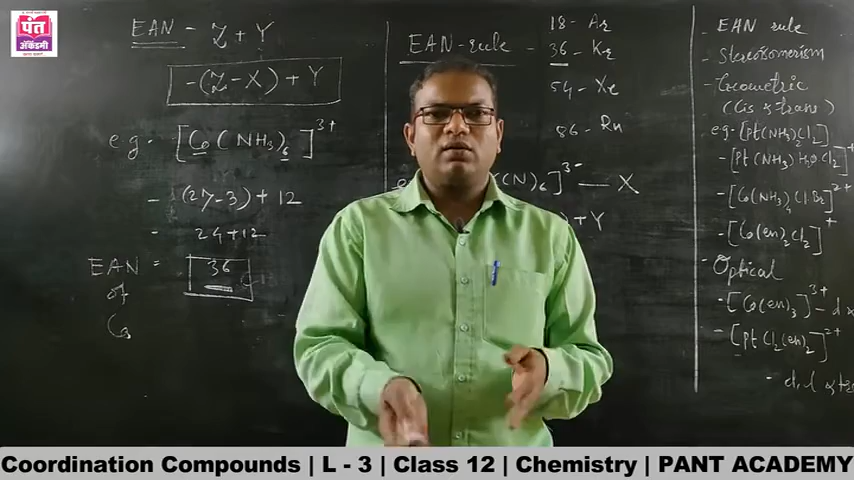 पंत
अॅकॅडमी
EAN - Z + Y
-(Z-X) + Y
e.g. [Co(NH₃)₆]³⁺
- (27-3) + 12
- 24+12
EAN = 36
of
Co
EAN-rule - 18 - Ar
36 - Kr
54 - Xe
86 - Rn
(N)₆]³⁻ — X
) + Y
- EAN rule
- Stereoisomerism
- Geometric
(Cis & trans)
eg- [Pt(NH₃)₂Cl₂]
- [Pt(NH₃) H₂O Cl₂]⁺
- [Co(NH₃)₄ Cl.Br]²⁺
- [Co(en)₂Cl₂]⁺
Optical
- [Co(en)₃]³⁺ - d
- [PtCl₂(en)₂]²⁺
- d, l
Coordination Compounds | L - 3 | Class 12 | Chemistry | PANT ACADEMY